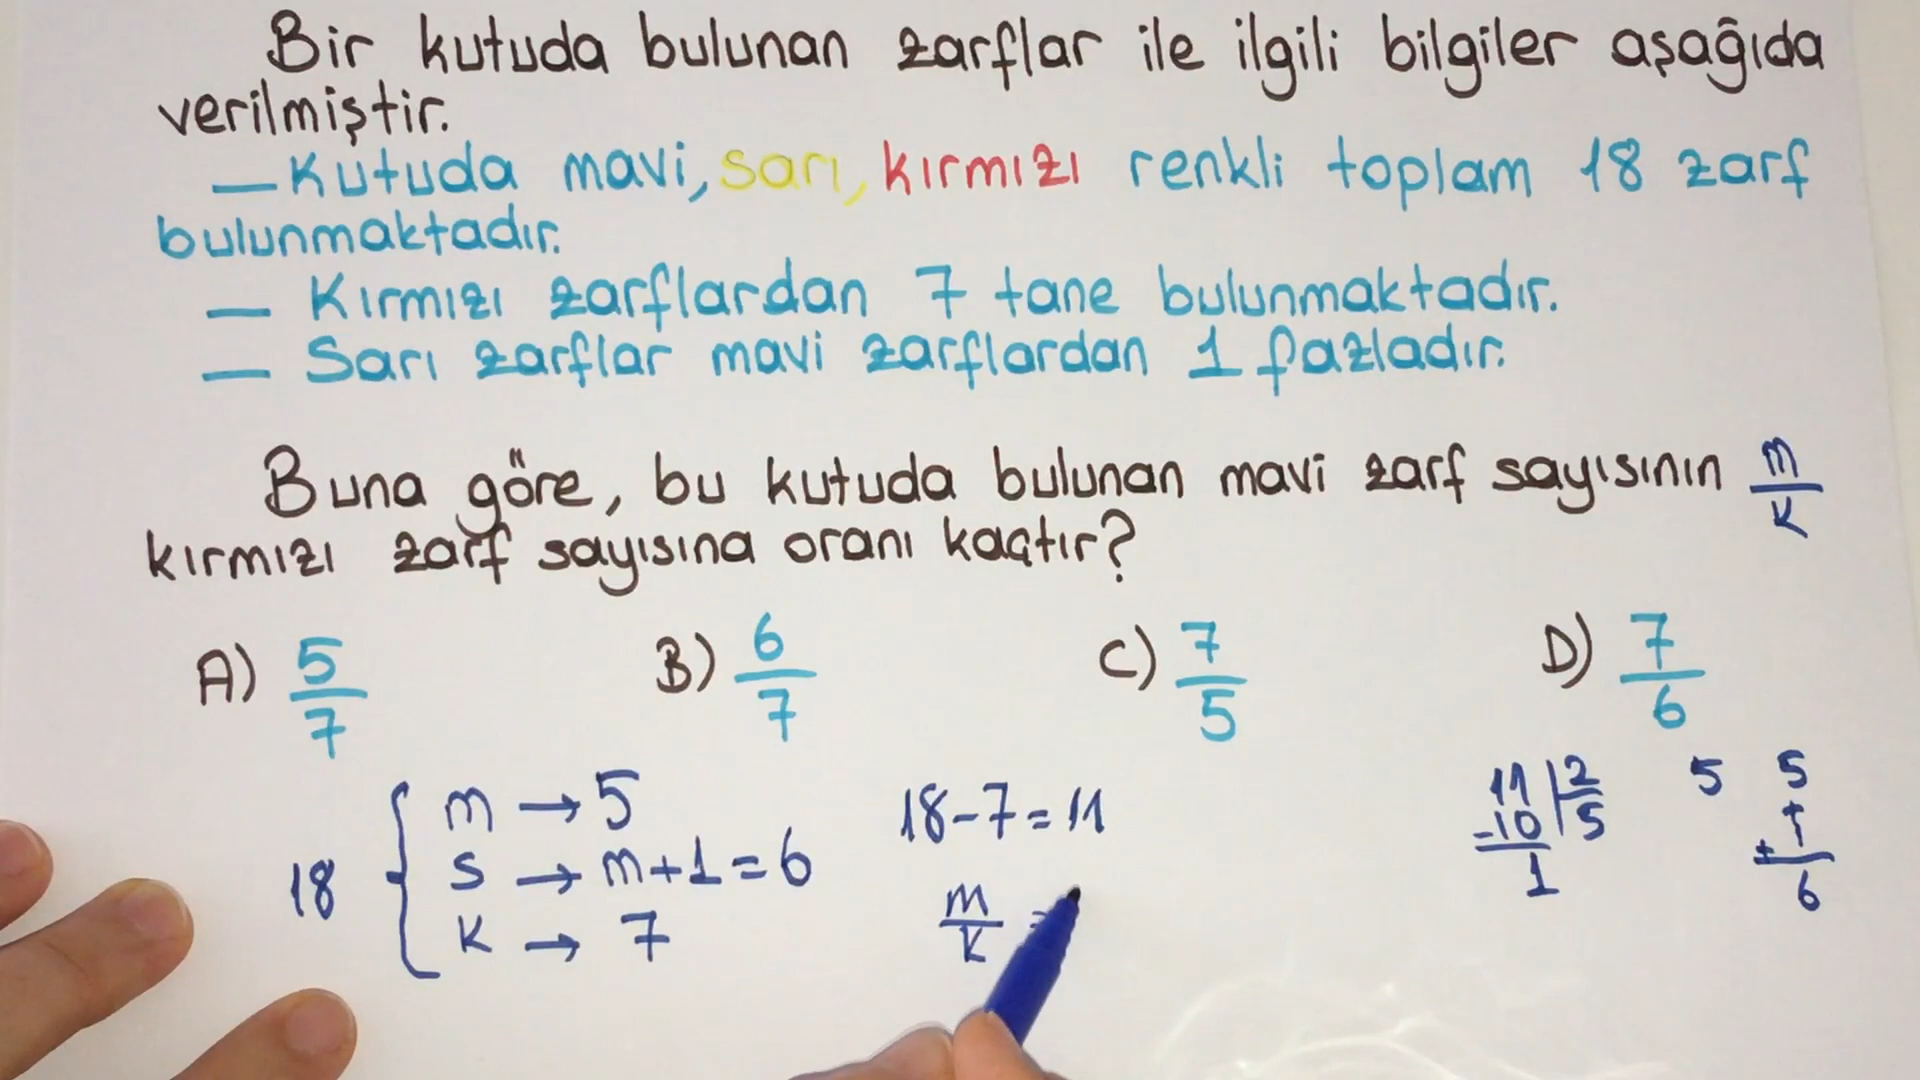 Bir kutuda bulunan zarflar ile ilgili bilgiler aşağıda
verilmiştir.
— Kutuda mavi, sarı, kırmızı renkli toplam 18 zarf
bulunmaktadır.
— Kırmızı zarflardan 7 tane bulunmaktadır.
— Sarı zarflar mavi zarflardan 1 fazladır.
Buna göre, bu kutuda bulunan mavi zarf sayısının m/K
kırmızı zarf sayısına oranı kaçtır?
A) 5/7 B) 6/7 C) 7/5 D) 7/6
18 { m → 5
S → m+1=6
K → 7
18-7=11
m/K =
11 | 2
-10 | 5
1
5
5
+ 1
6